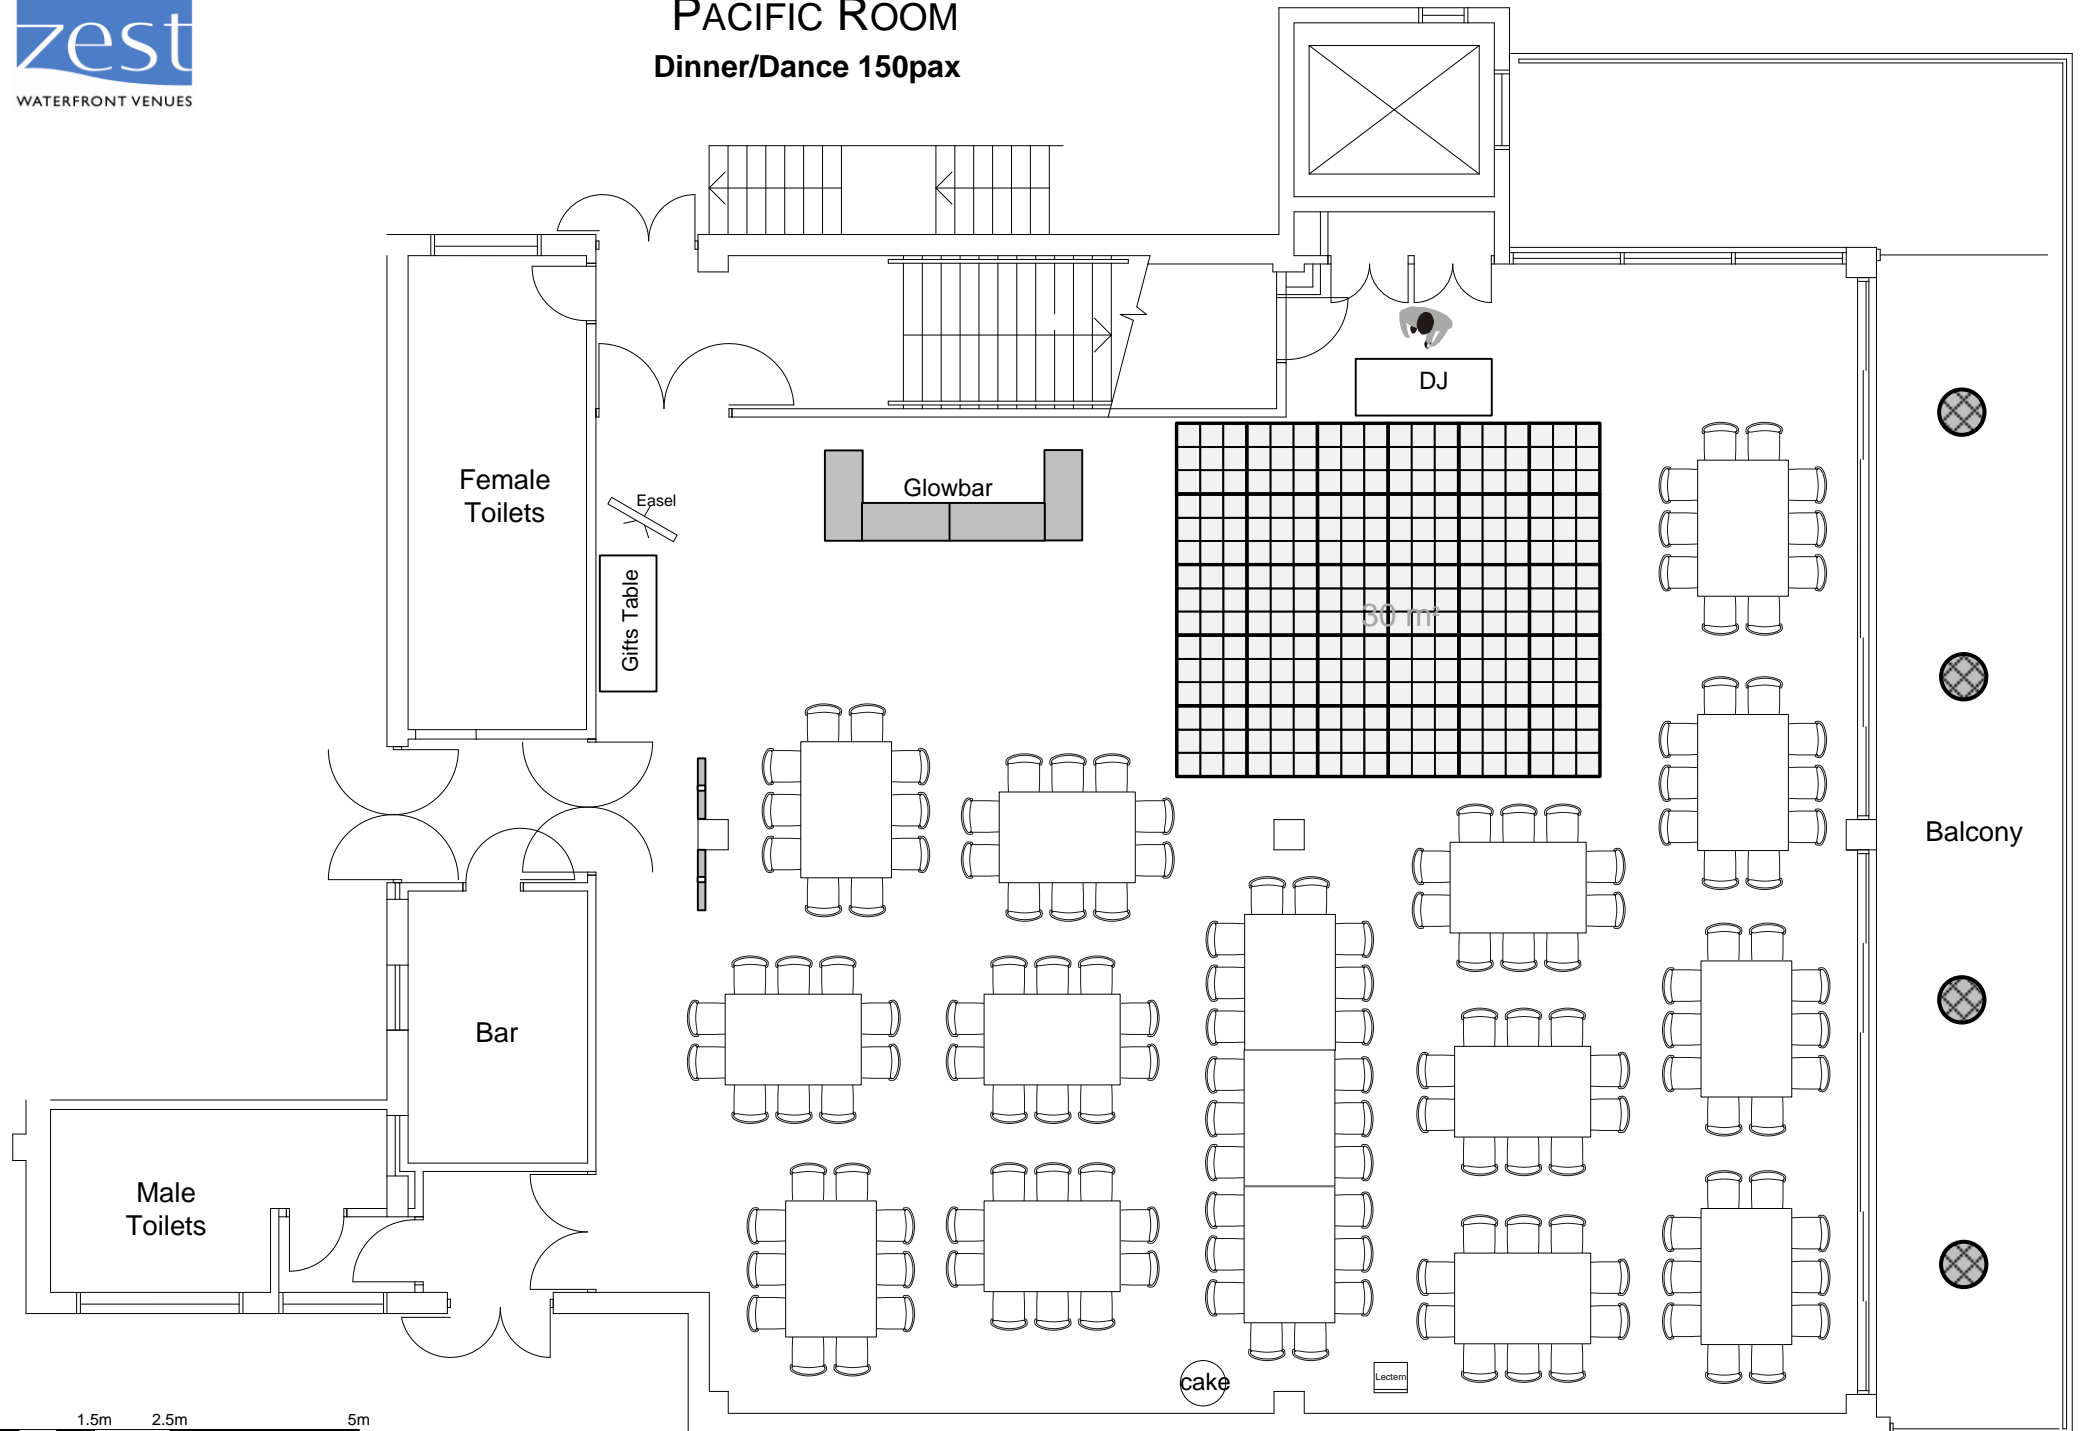 zest
WATERFRONT VENUES
PACIFIC ROOM
Dinner/Dance 150pax
DJ
Glowbar
Female
Toilets
Easel
Gifts Table
30 m²
Balcony
Bar
Male
Toilets
cake
Lectern
1.5m 2.5m 5m